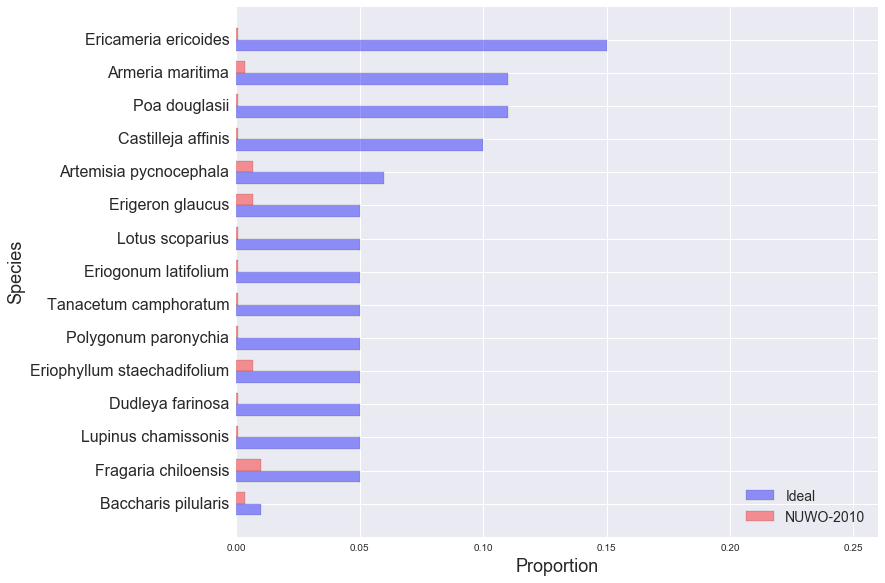 Ericameria ericoides
Armeria maritima
Poa douglasii
Castilleja affinis
Artemisia pycnocephala
Erigeron glaucus
Lotus scoparius
Eriogonum latifolium
Tanacetum camphoratum
Polygonum paronychia
Eriophyllum staechadifolium
Dudleya farinosa
Lupinus chamissonis
Fragaria chiloensis
Baccharis pilularis
Species
Ideal
NUWO-2010
0.00 0.05 0.10 0.15 0.20 0.25
Proportion